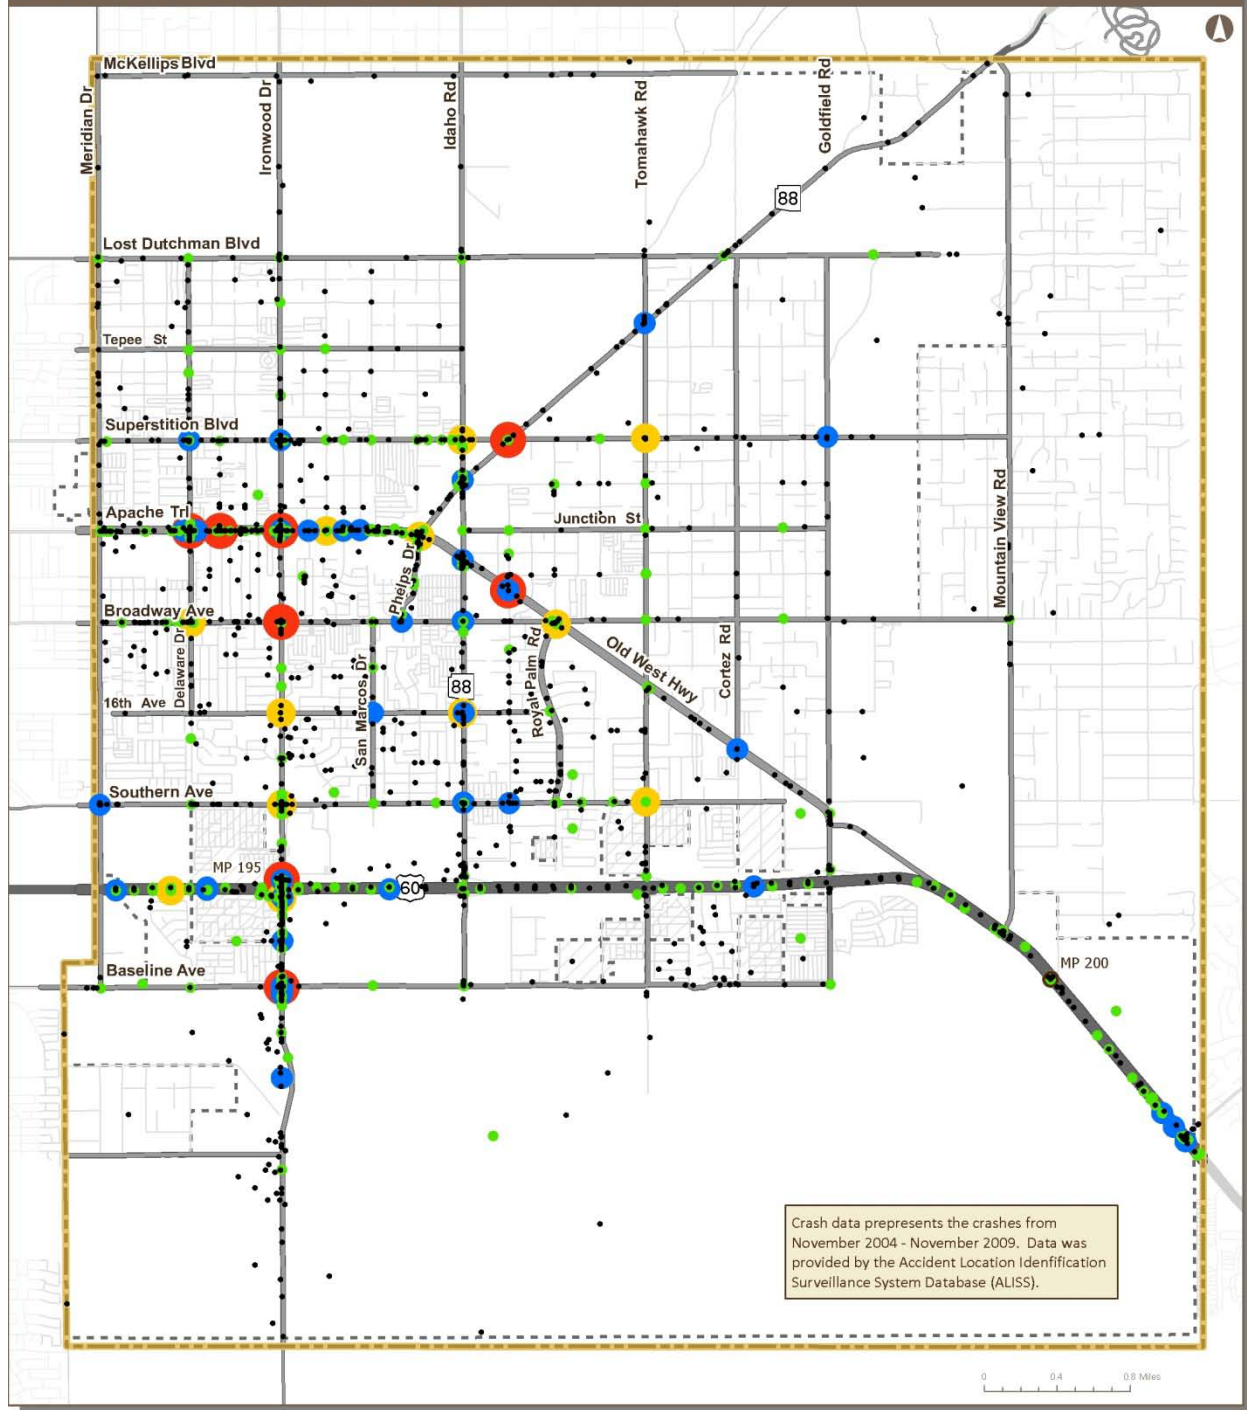 McKellips Blvd
Meridian Dr
Ironwood Dr
Idaho Rd
Tomahawk Rd
Goldfield Rd
88
Lost Dutchman Blvd
Tepee St
Superstition Blvd
Apache Trl
Junction St
Mountain View Rd
Phelps Dr
Broadway Ave
Delaware Dr
Royal Palm Rd
Old West Hwy
Cortez Rd
88
16th Ave
San Marcos Dr
Southern Ave
MP 195
60
Baseline Ave
MP 200
Crash data prepresents the crashes from
November 2004 - November 2009. Data was
provided by the Accident Location Idenfification
Surveillance System Database (ALISS).
0 0.4 0.8 Miles